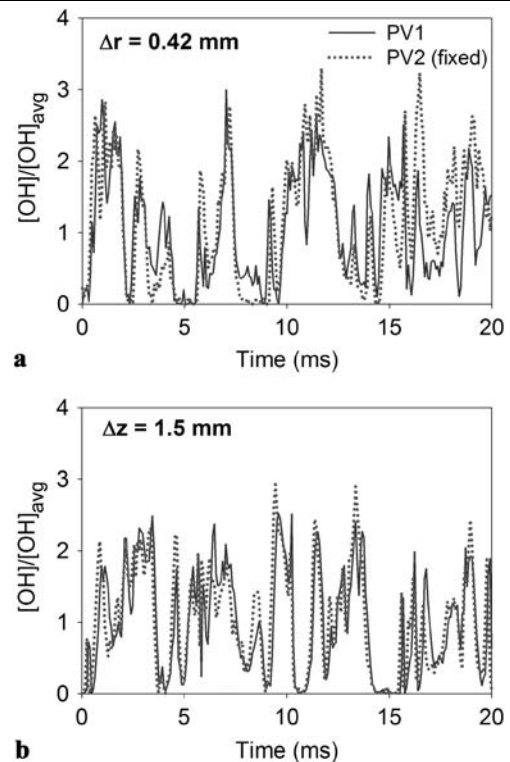 4
Δr = 0.42 mm
PV1
PV2 (fixed)
3
[OH]/[OH]avg
2
1
0
0 5 10 15 20
a
Time (ms)
4
Δz = 1.5 mm
3
[OH]/[OH]avg
2
1
0
0 5 10 15 20
b
Time (ms)